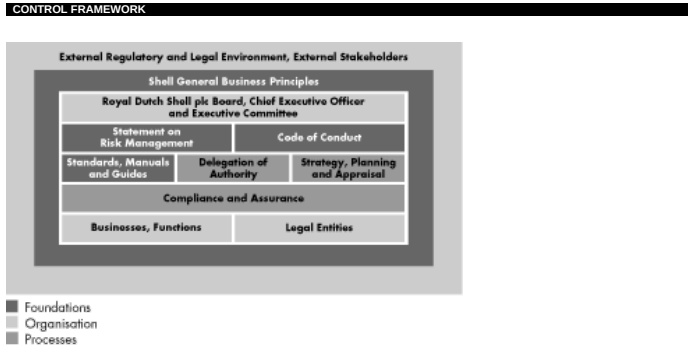 CONTROL FRAMEWORK
External Regulatory and Legal Environment, External Stakeholders
Shell General Business Principles
Royal Dutch Shell plc Board, Chief Executive Officer
and Executive Committee
Statement on
Risk Management
Code of Conduct
Standards, Manuals
and Guides
Delegation of
Authority
Strategy, Planning
and Appraisal
Compliance and Assurance
Businesses, Functions
Legal Entities
Foundations
Organisation
Processes